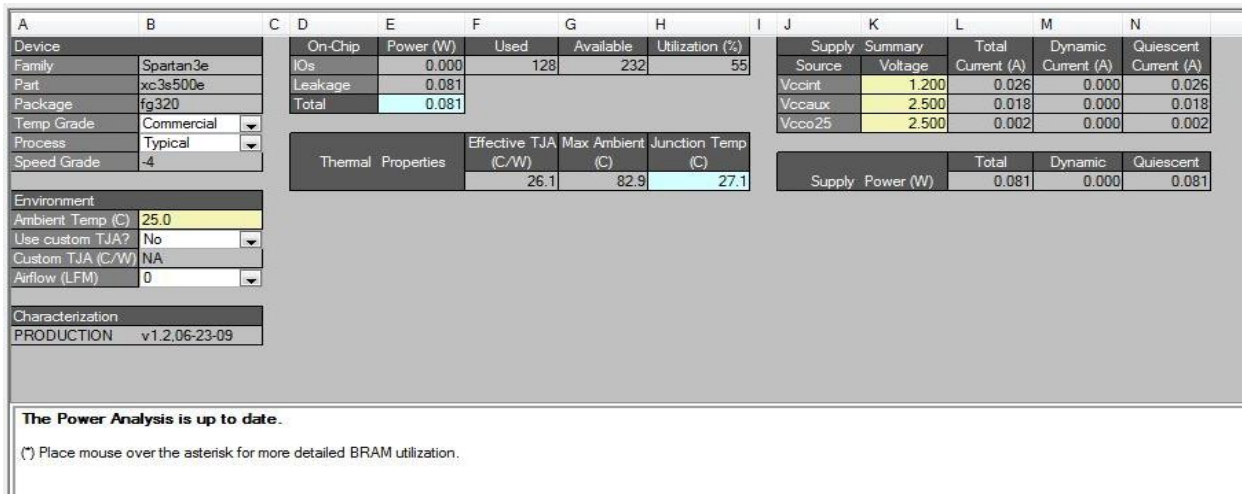 A B C D E F G H I J K L M N
Device On-Chip Power (W) Used Available Utilization (%) Supply Summary Total Dynamic Quiescent
Family Spartan3e IOs 0.000 128 232 55 Source Voltage Current (A) Current (A) Current (A)
Part xc3s500e Leakage 0.081 Vccint 1.200 0.026 0.000 0.026
Package fg320 Total 0.081 Vccaux 2.500 0.018 0.000 0.018
Temp Grade Commercial Vcco25 2.500 0.002 0.000 0.002
Process Typical Effective TJA Max Ambient Junction Temp
Speed Grade -4 Thermal Properties (C/W) (C) (C) Total Dynamic Quiescent
26.1 82.9 27.1 Supply Power (W) 0.081 0.000 0.081
Environment
Ambient Temp (C) 25.0
Use custom TJA? No
Custom TJA (C/W) NA
Airflow (LFM) 0
Characterization
PRODUCTION v1.2,06-23-09
The Power Analysis is up to date.
(*) Place mouse over the asterisk for more detailed BRAM utilization.